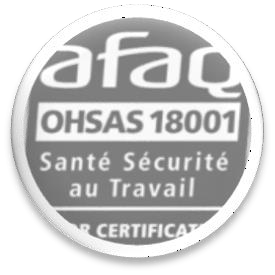 afaq
OHSAS 18001
Santé Sécurité
au Travail